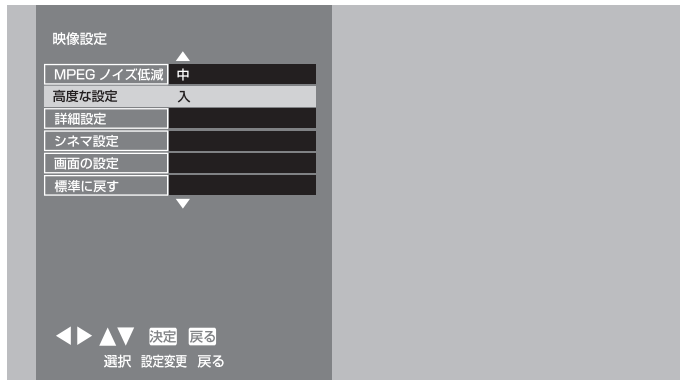 映像設定
MPEG ノイズ低減 中
高度な設定 入
詳細設定
シネマ設定
画面の設定
標準に戻す
決定 戻る
選択 設定変更 戻る